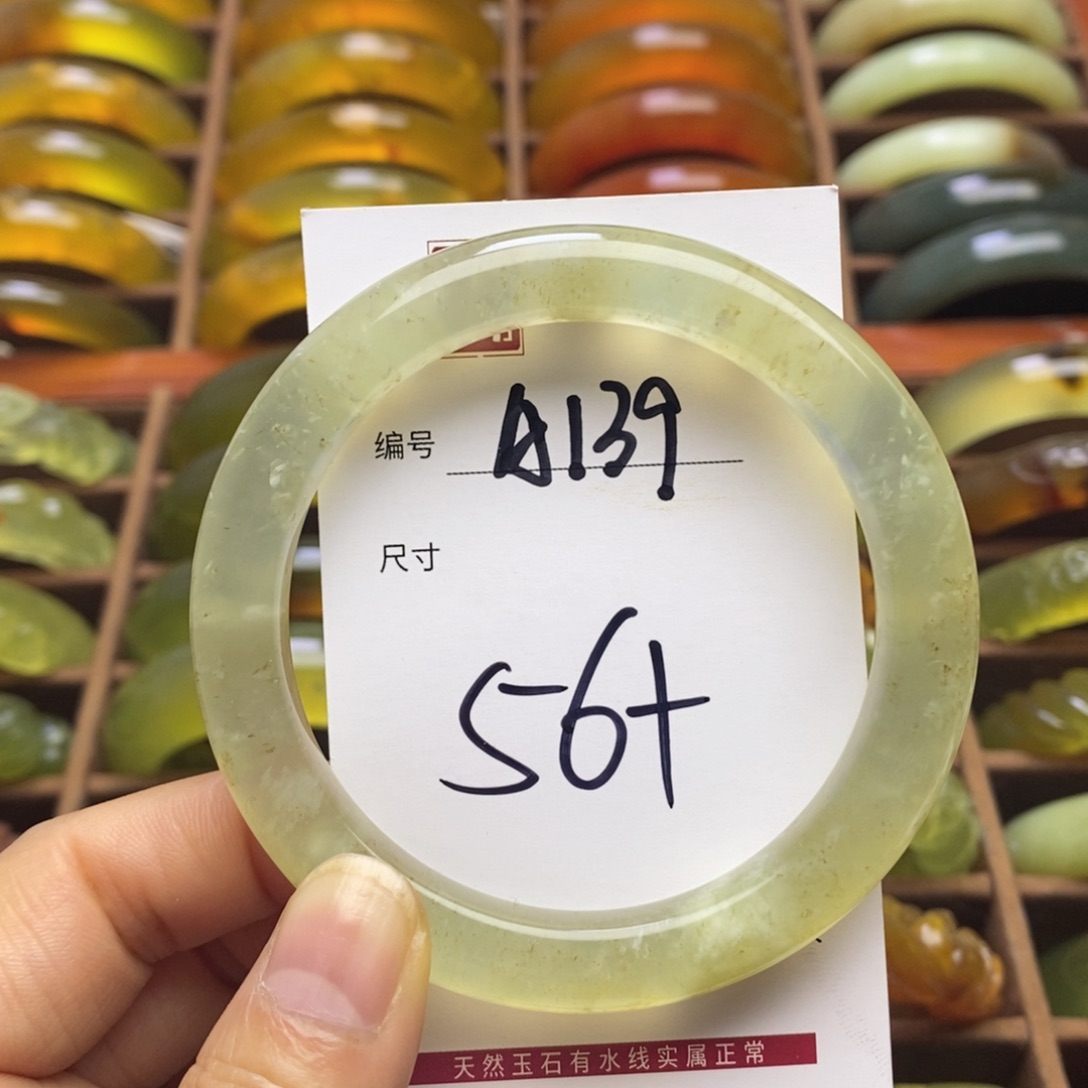 编号 A139
尺寸
56+
天然玉石有水线实属正常